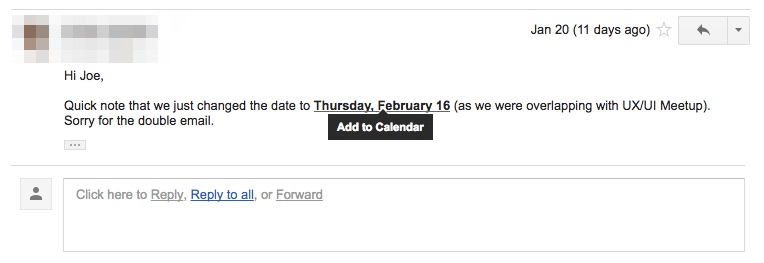 Jan 20 (11 days ago)
Hi Joe,
Quick note that we just changed the date to Thursday, February 16 (as we were overlapping with UX/UI Meetup).
Sorry for the double email.
Add to Calendar
Click here to Reply, Reply to all, or Forward